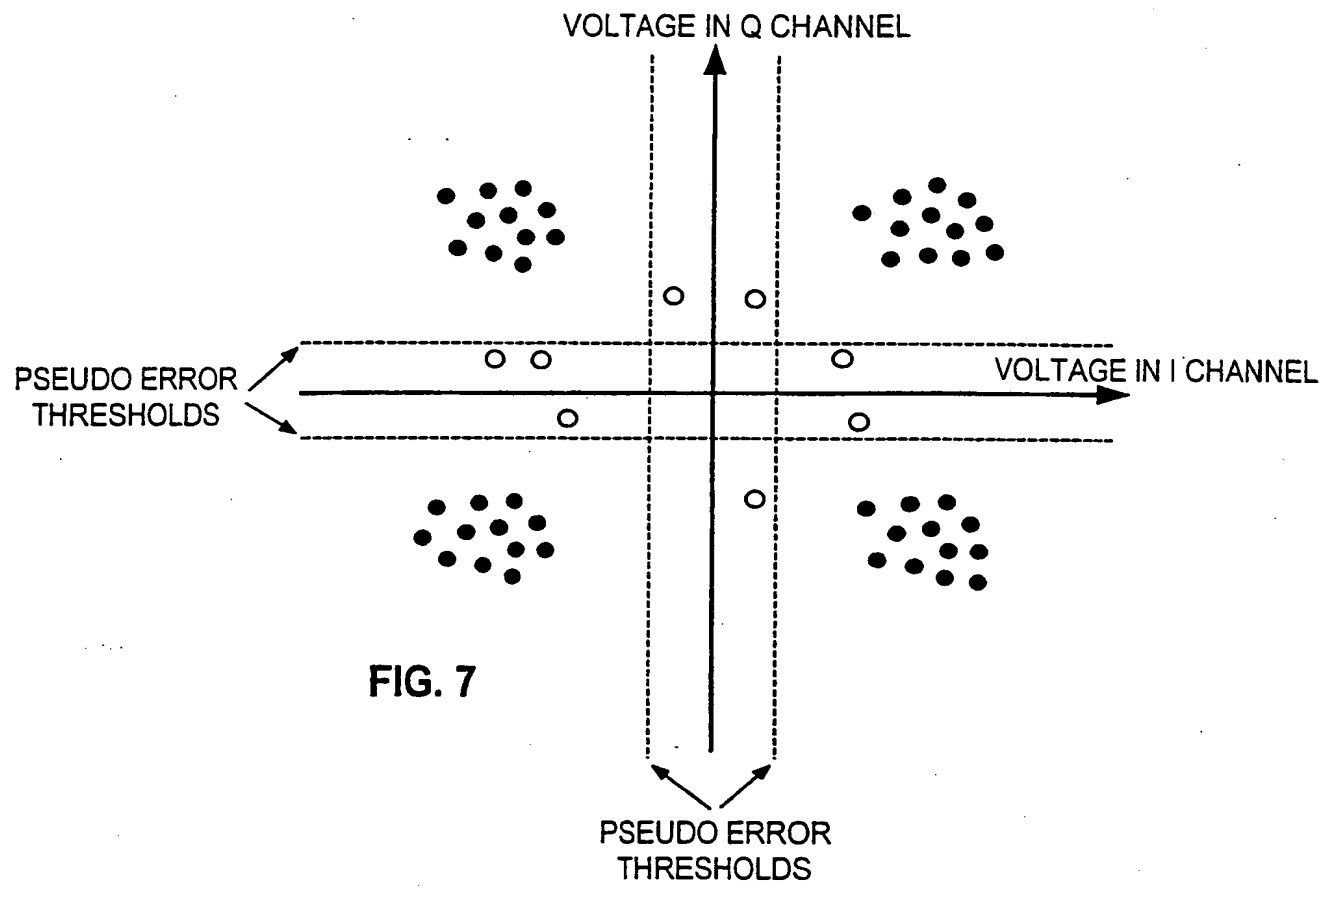 VOLTAGE IN Q CHANNEL
VOLTAGE IN I CHANNEL
PSEUDO ERROR
THRESHOLDS
FIG. 7
PSEUDO ERROR
THRESHOLDS